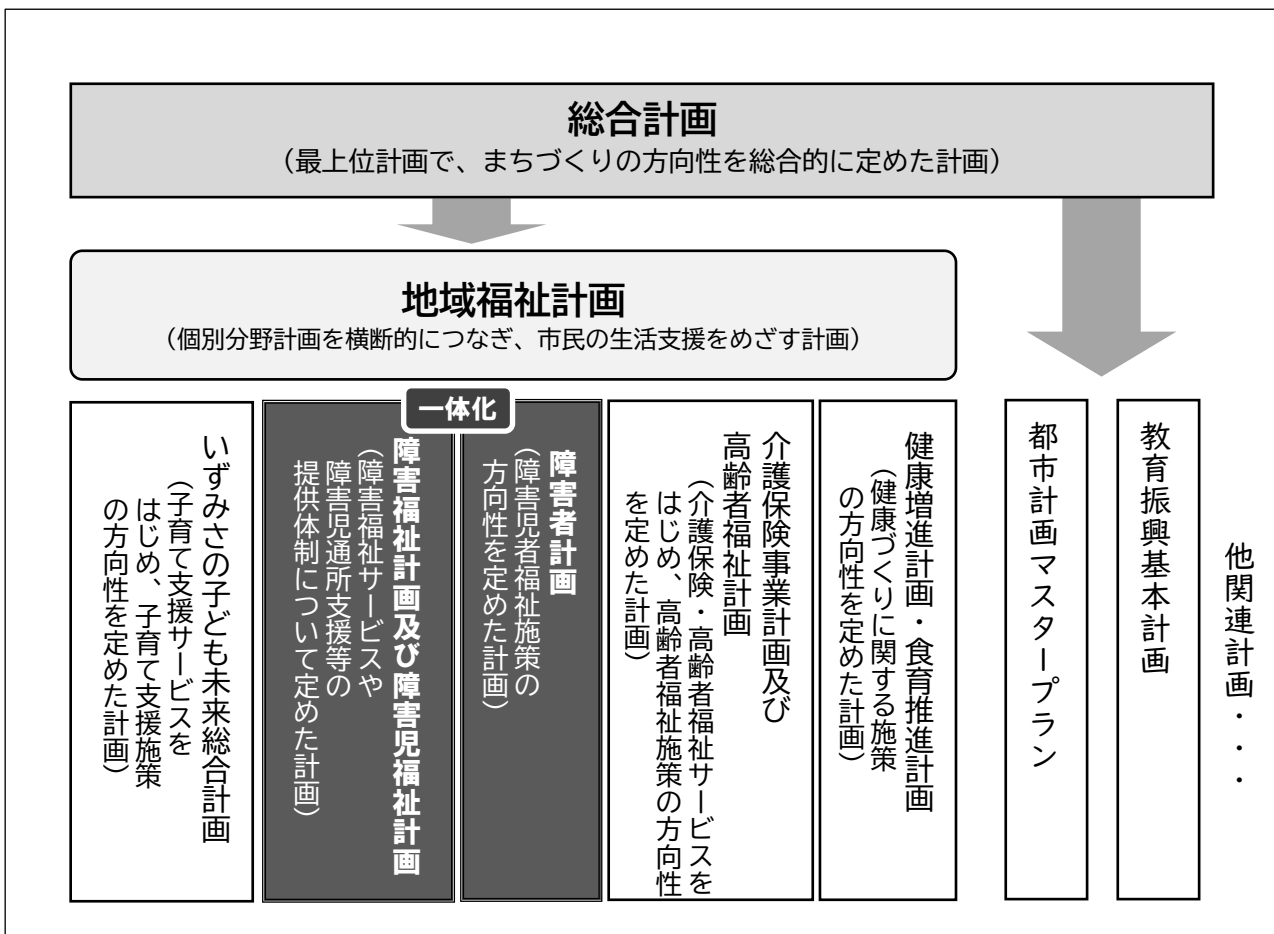 総合計画
（最上位計画で、まちづくりの方向性を総合的に定めた計画）
地域福祉計画
（個別分野計画を横断的につなぎ、市民の生活支援をめざす計画）
一体化
いずみさの子ども未来総合計画
（子育て支援サービスを
はじめ、子育て支援施策
の方向性を定めた計画）
障害福祉計画及び障害児福祉計画
（障害福祉サービスや
障害児通所支援等の
提供体制について定めた計画）
障害者計画
（障害児者福祉施策の
方向性を定めた計画）
介護保険事業計画及び
高齢者福祉計画
（介護保険・高齢者福祉サービスを
はじめ、高齢者福祉施策の方向性
を定めた計画）
健康増進計画・食育推進計画
（健康づくりに関する施策
の方向性を定めた計画）
都市計画マスタープラン
教育振興基本計画
他関連計画・・・